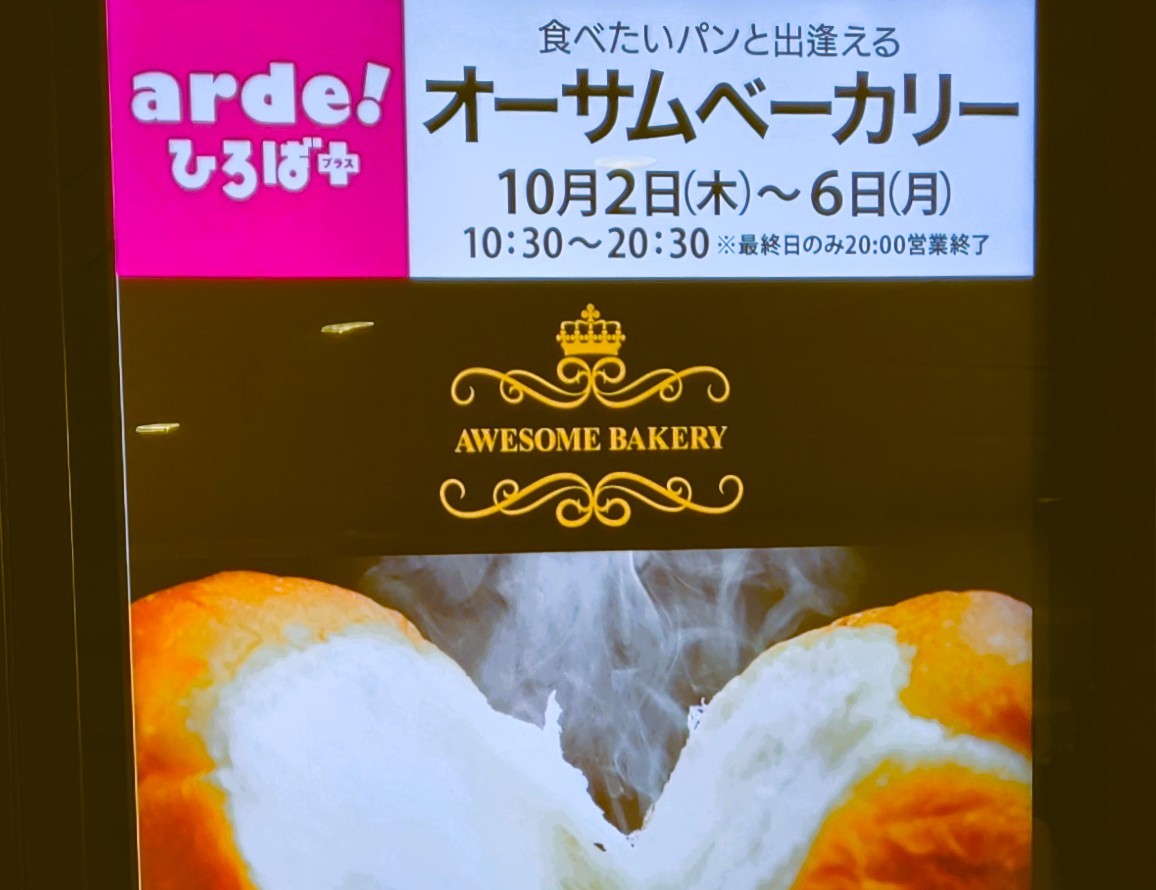 arde!
ひろば+
プラス
食べたいパンと出逢える
オーサムベーカリー
10月2日(木)～6日(月)
10:30～20:30 ※最終日のみ20:00営業終了
AWESOME BAKERY